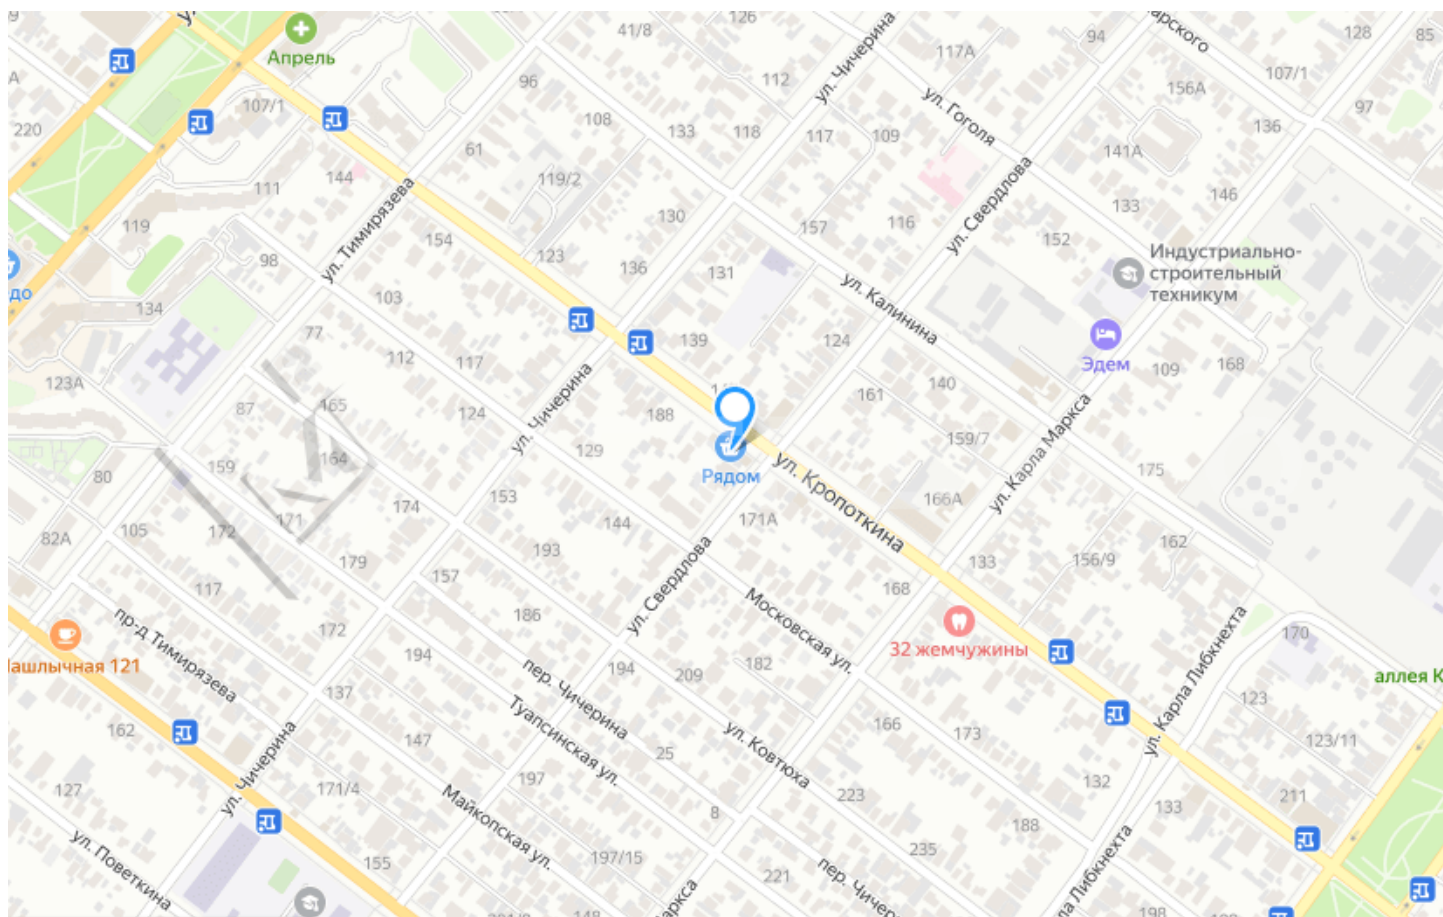 126
41/8
ул. Чичерина
117А
94
128
85
Апрель
96
112
107/1
156А
107/1
108
133
118
117
109
ул. Гоголя
97
136
220
61
141А
144
119/2
ул. Свердлова
146
111
ул. Тимирязева
130
157
116
133
119
154
123
152
98
136
131
Индустриально-
строительный
техникум
103
134
77
ул. Калинина
112
117
139
124
Эдем
109
168
123А
87
165
124
ул. Чичерина
188
161
140
159
164
129
159/7
ул. Карла Маркса
175
80
Рядом
ул. Кропоткина
153
174
166А
105
172
171
144
171А
162
82А
179
193
156/9
133
117
157
ул. Свердлова
168
186
Московская ул.
пр-д Тимирязева
172
32 жемчужины
170
194
182
Шашлычная 121
194
209
ул. Карла Либкнехта
аллея К
137
пер. Чичерина
123
162
Туапсинская ул.
166
173
147
25
ул. Ковтюха
123/11
ул. Чичерина
197
132
127
171/4
223
133
211
Майкопская ул.
8
188
ул. Поветкина
155
197/15
235
221
пер. Чичер
198